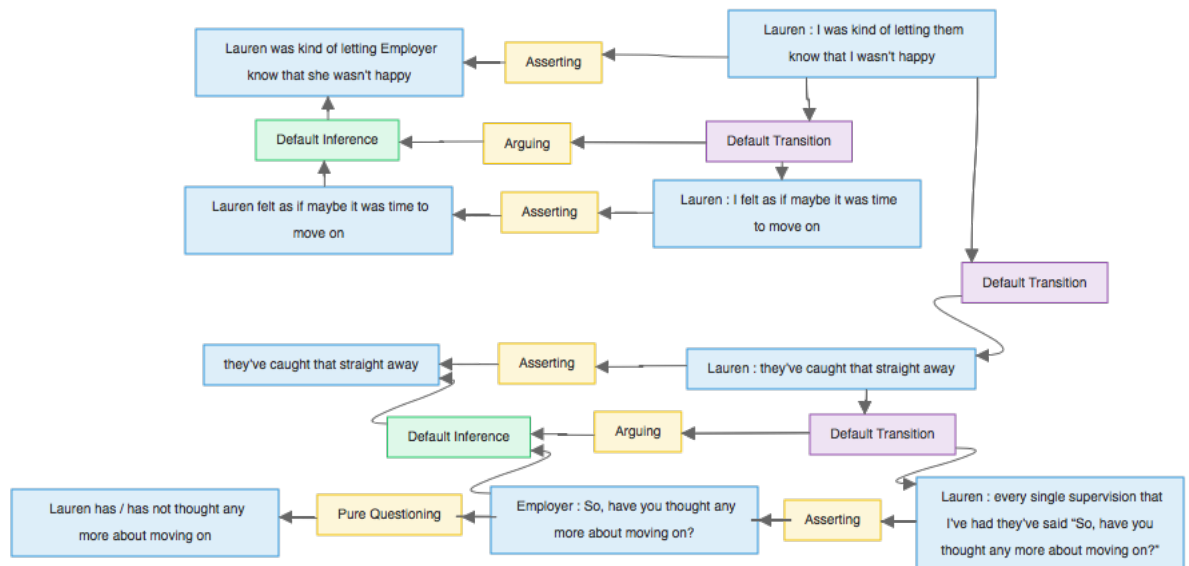 Lauren was kind of letting Employer
know that she wasn't happy
Asserting
Lauren : I was kind of letting them
know that I wasn't happy
Default Inference
Arguing
Default Transition
Lauren felt as if maybe it was time to
move on
Asserting
Lauren : I felt as if maybe it was time
to move on
Default Transition
they've caught that straight away
Asserting
Lauren : they've caught that straight away
Default Inference
Arguing
Default Transition
Lauren has / has not thought any
more about moving on
Pure Questioning
Employer : So, have you thought any
more about moving on?
Asserting
Lauren : every single supervision that
I've had they've said “So, have you
thought any more about moving on?”